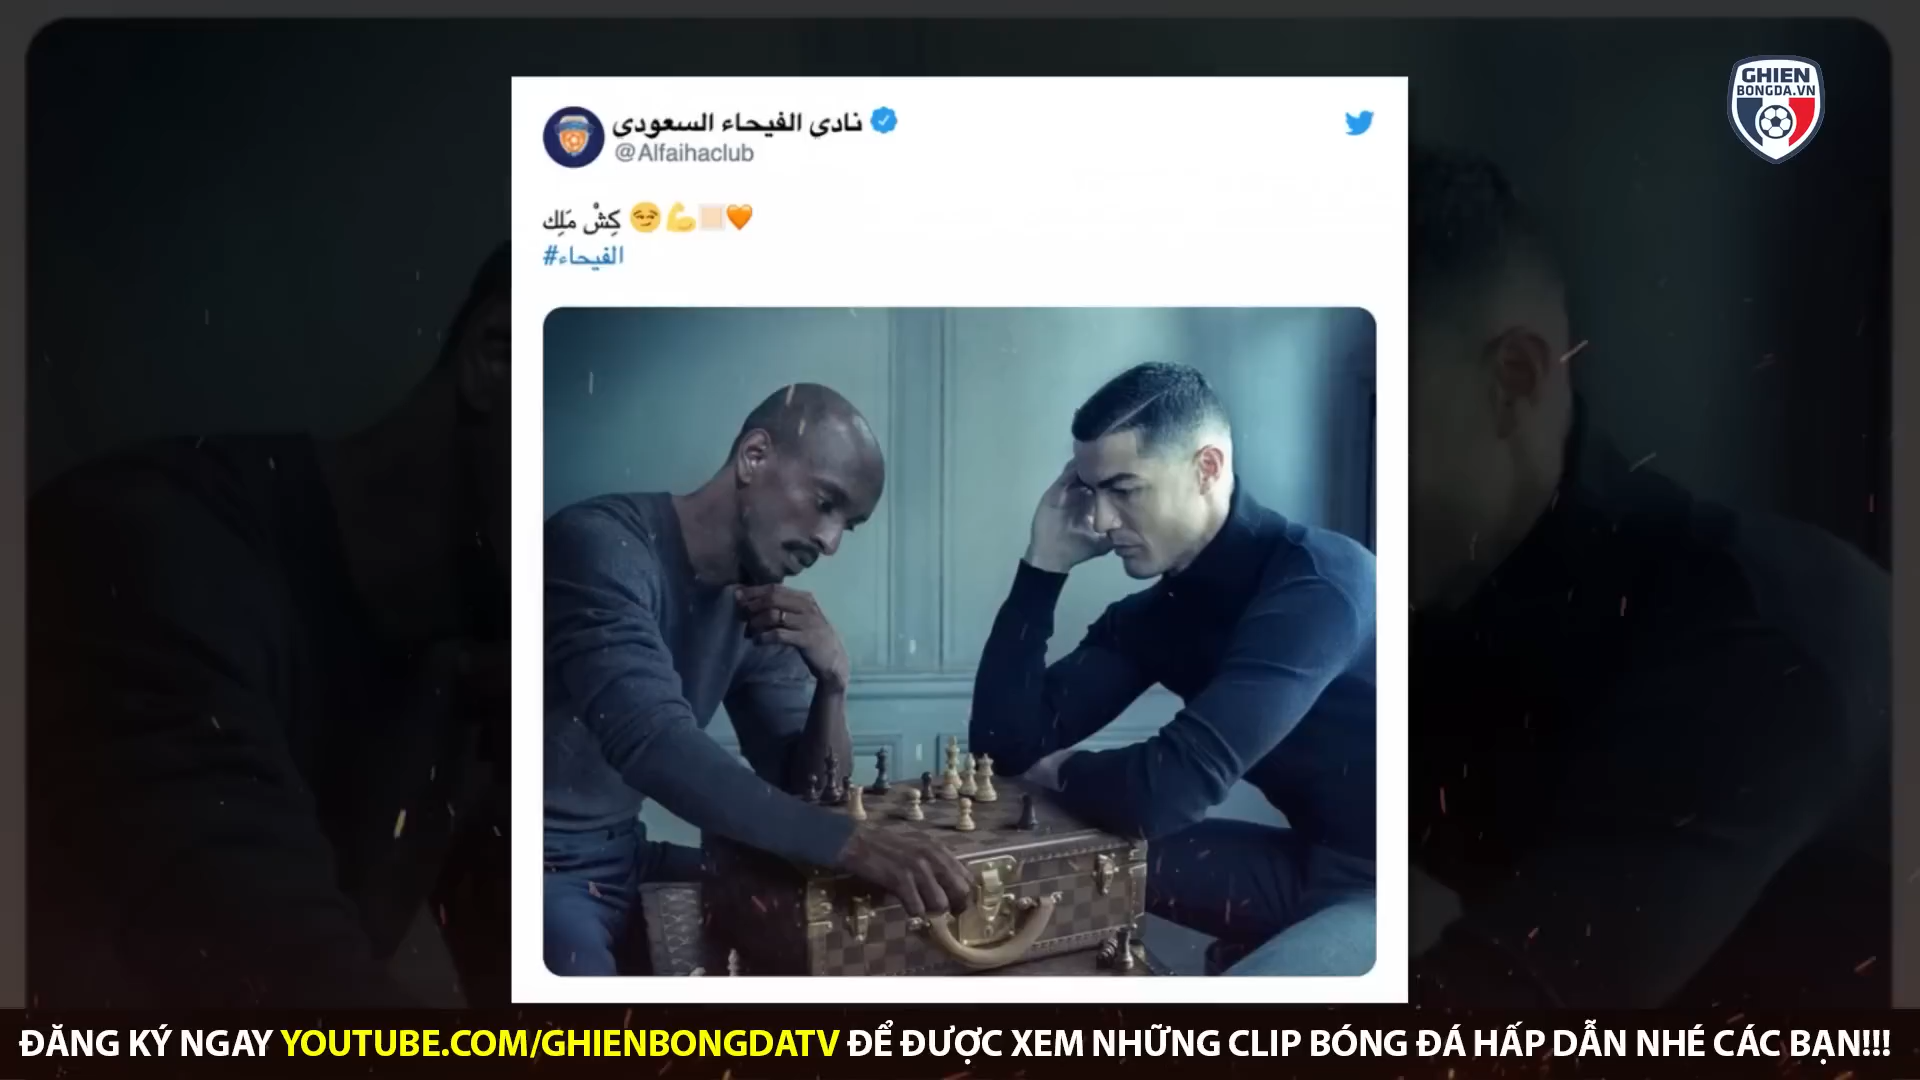 GHIEN
BONGDA.VN
نادي الفيحاء السعودي
@Alfaihaclub
كِشْ مَلِك 😏💪🏻🧡
#الفيحاء
ĐĂNG KÝ NGAY YOUTUBE.COM/GHIENBONGDATV ĐỂ ĐƯỢC XEM NHỮNG CLIP BÓNG ĐÁ HẤP DẪN NHÉ CÁC BẠN!!!